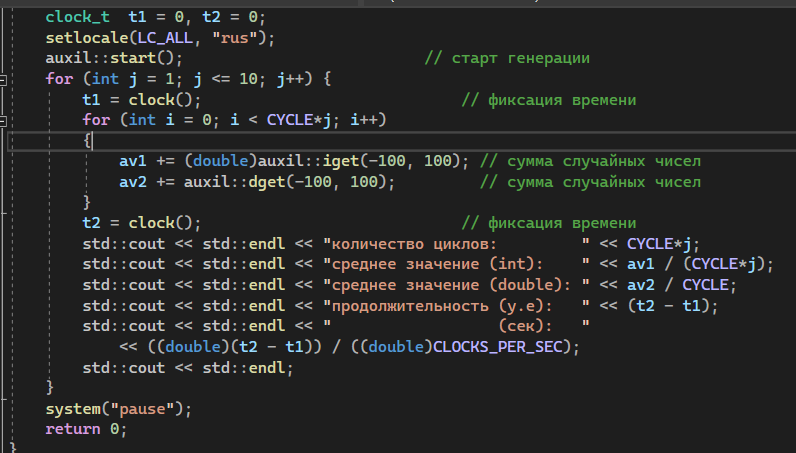 clock_t  t1 = 0, t2 = 0;
setlocale(LC_ALL, "rus");
auxil::start();                          // старт генерации
for (int j = 1; j <= 10; j++) {
    t1 = clock();                            // фиксация времени
    for (int i = 0; i < CYCLE*j; i++)
    {
        av1 += (double)auxil::iget(-100, 100); // сумма случайных чисел
        av2 += auxil::dget(-100, 100);         // сумма случайных чисел
    }
    t2 = clock();                            // фиксация времени
    std::cout << std::endl << "количество циклов:         " << CYCLE*j;
    std::cout << std::endl << "среднее значение (int):    " << av1 / (CYCLE*j);
    std::cout << std::endl << "среднее значение (double): " << av2 / CYCLE;
    std::cout << std::endl << "продолжительность (у.е):   " << (t2 - t1);
    std::cout << std::endl << "                  (сек):   "
        << ((double)(t2 - t1)) / ((double)CLOCKS_PER_SEC);
    std::cout << std::endl;
}
system("pause");
return 0;
}